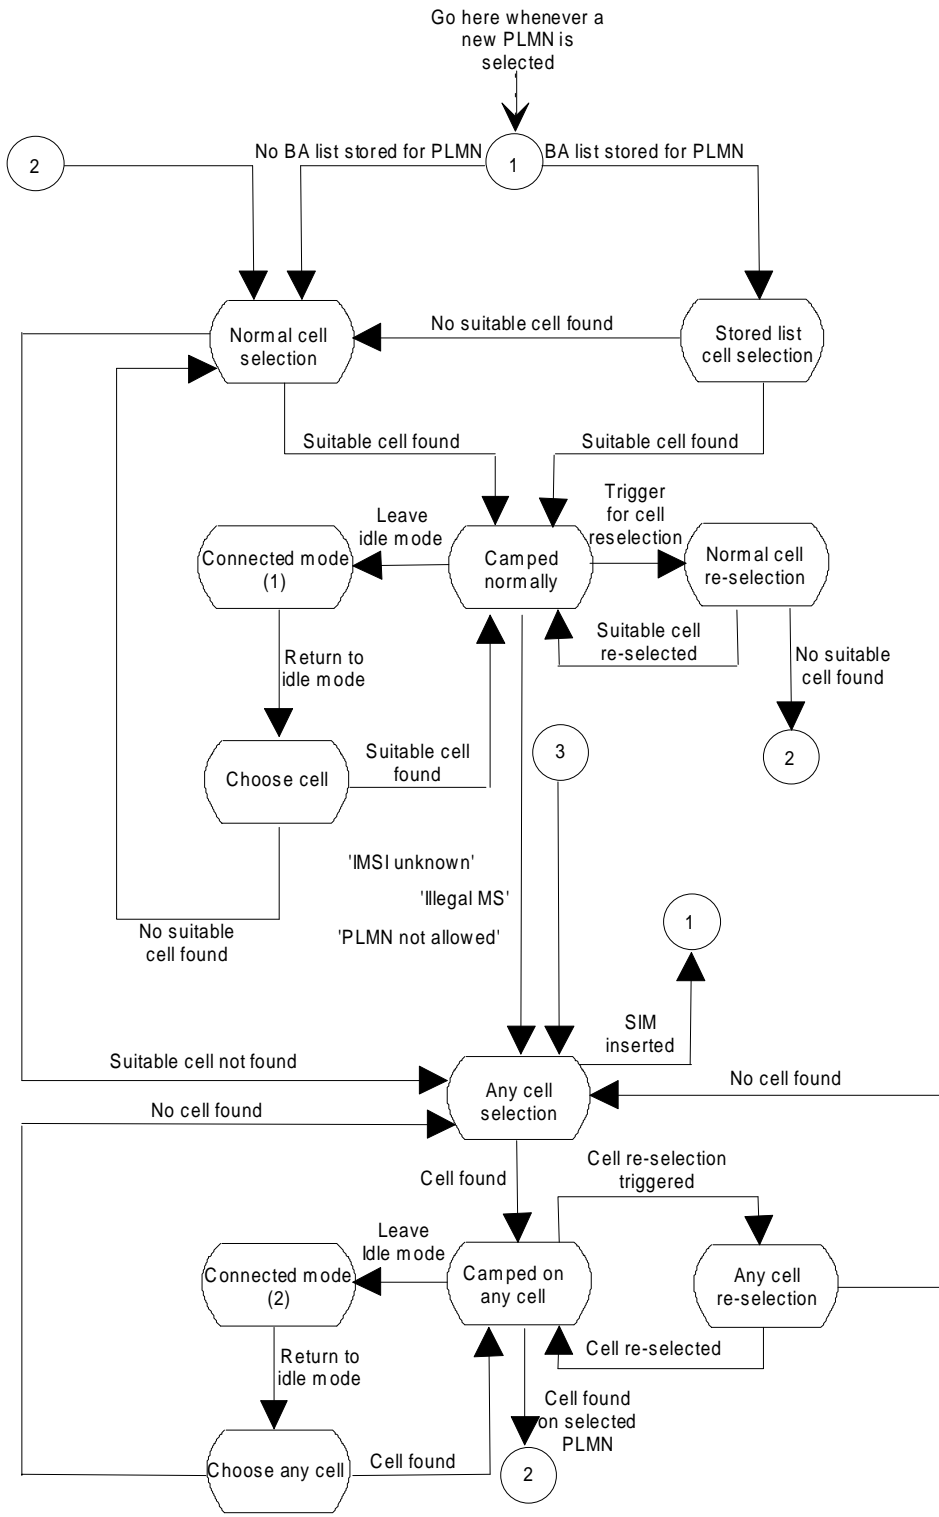 Go here whenever a
new PLMN is
selected
2
No BA list stored for PLMN
1
BA list stored for PLMN
Normal cell
selection
No suitable cell found
Stored list
cell selection
Suitable cell found
Suitable cell found
Leave
idle mode
Trigger
for cell
reselection
Connected mode
(1)
Camped
normally
Normal cell
re-selection
Suitable cell
re-selected
Return to
idle mode
No suitable
cell found
Choose cell
Suitable cell
found
3
2
'IMSI unknown'
'Illegal MS'
'PLMN not allowed'
No suitable
cell found
1
SIM
inserted
Suitable cell not found
Any cell
selection
No cell found
No cell found
Cell found
Cell re-selection
triggered
Leave
Idle mode
Connected mode
(2)
Camped on
any cell
Any cell
re-selection
Return to
idle mode
Cell re-selected
Cell found
on selected
PLMN
Choose any cell
Cell found
2